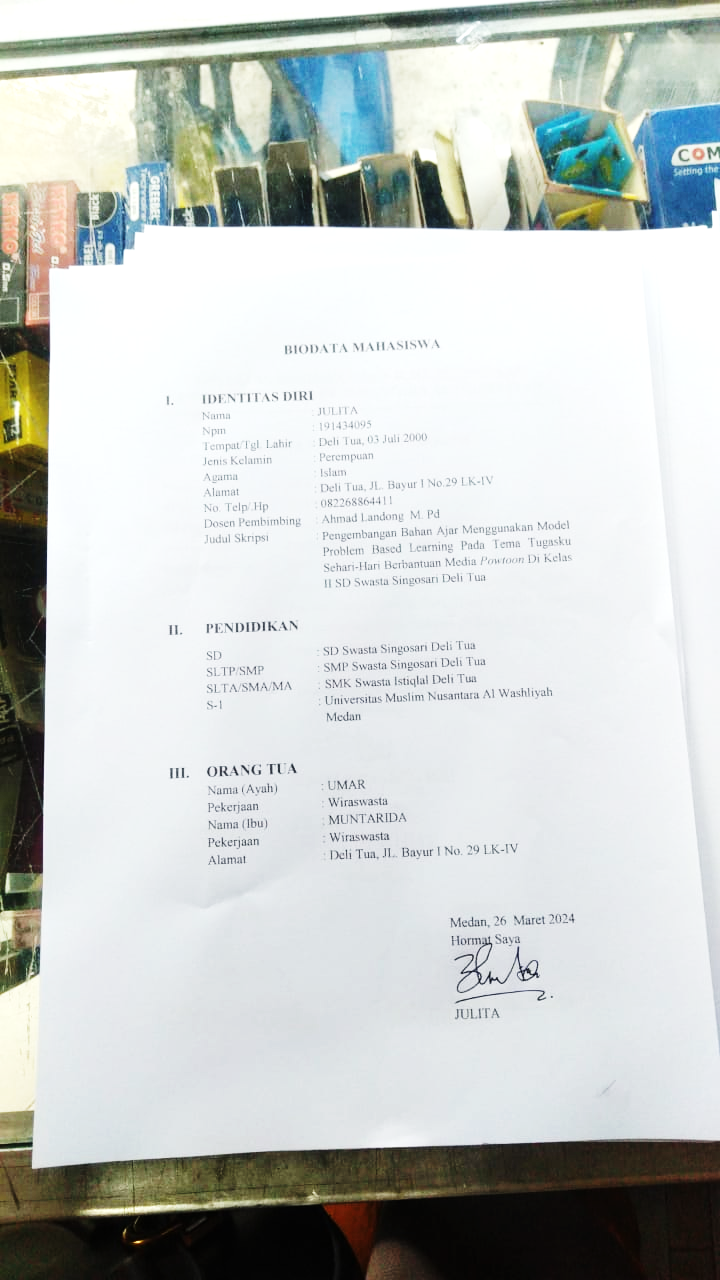 COM
Setting the
BIODATA MAHASISWA
I. IDENTITAS DIRI
Nama : JULITA
Npm : 191434095
Tempat/Tgl. Lahir : Deli Tua, 03 Juli 2000
Jenis Kelamin : Perempuan
Agama : Islam
Alamat : Deli Tua, JL. Bayur I No.29 LK-IV
No. Telp/.Hp : 082268864411
Dosen Pembimbing : Ahmad Landong M. Pd
Judul Skripsi : Pengembangan Bahan Ajar Menggunakan Model
Problem Based Learning Pada Tema Tugasku
Sehari-Hari Berbantuan Media Powtoon Di Kelas
II SD Swasta Singosari Deli Tua
II. PENDIDIKAN
SD : SD Swasta Singosari Deli Tua
SLTP/SMP : SMP Swasta Singosari Deli Tua
SLTA/SMA/MA : SMK Swasta Istiqlal Deli Tua
S-1 : Universitas Muslim Nusantara Al Washliyah
Medan
III. ORANG TUA
Nama (Ayah) : UMAR
Pekerjaan : Wiraswasta
Nama (Ibu) : MUNTARIDA
Pekerjaan : Wiraswasta
Alamat : Deli Tua, JL. Bayur I No. 29 LK-IV
Medan, 26 Maret 2024
Hormat Saya
JULITA